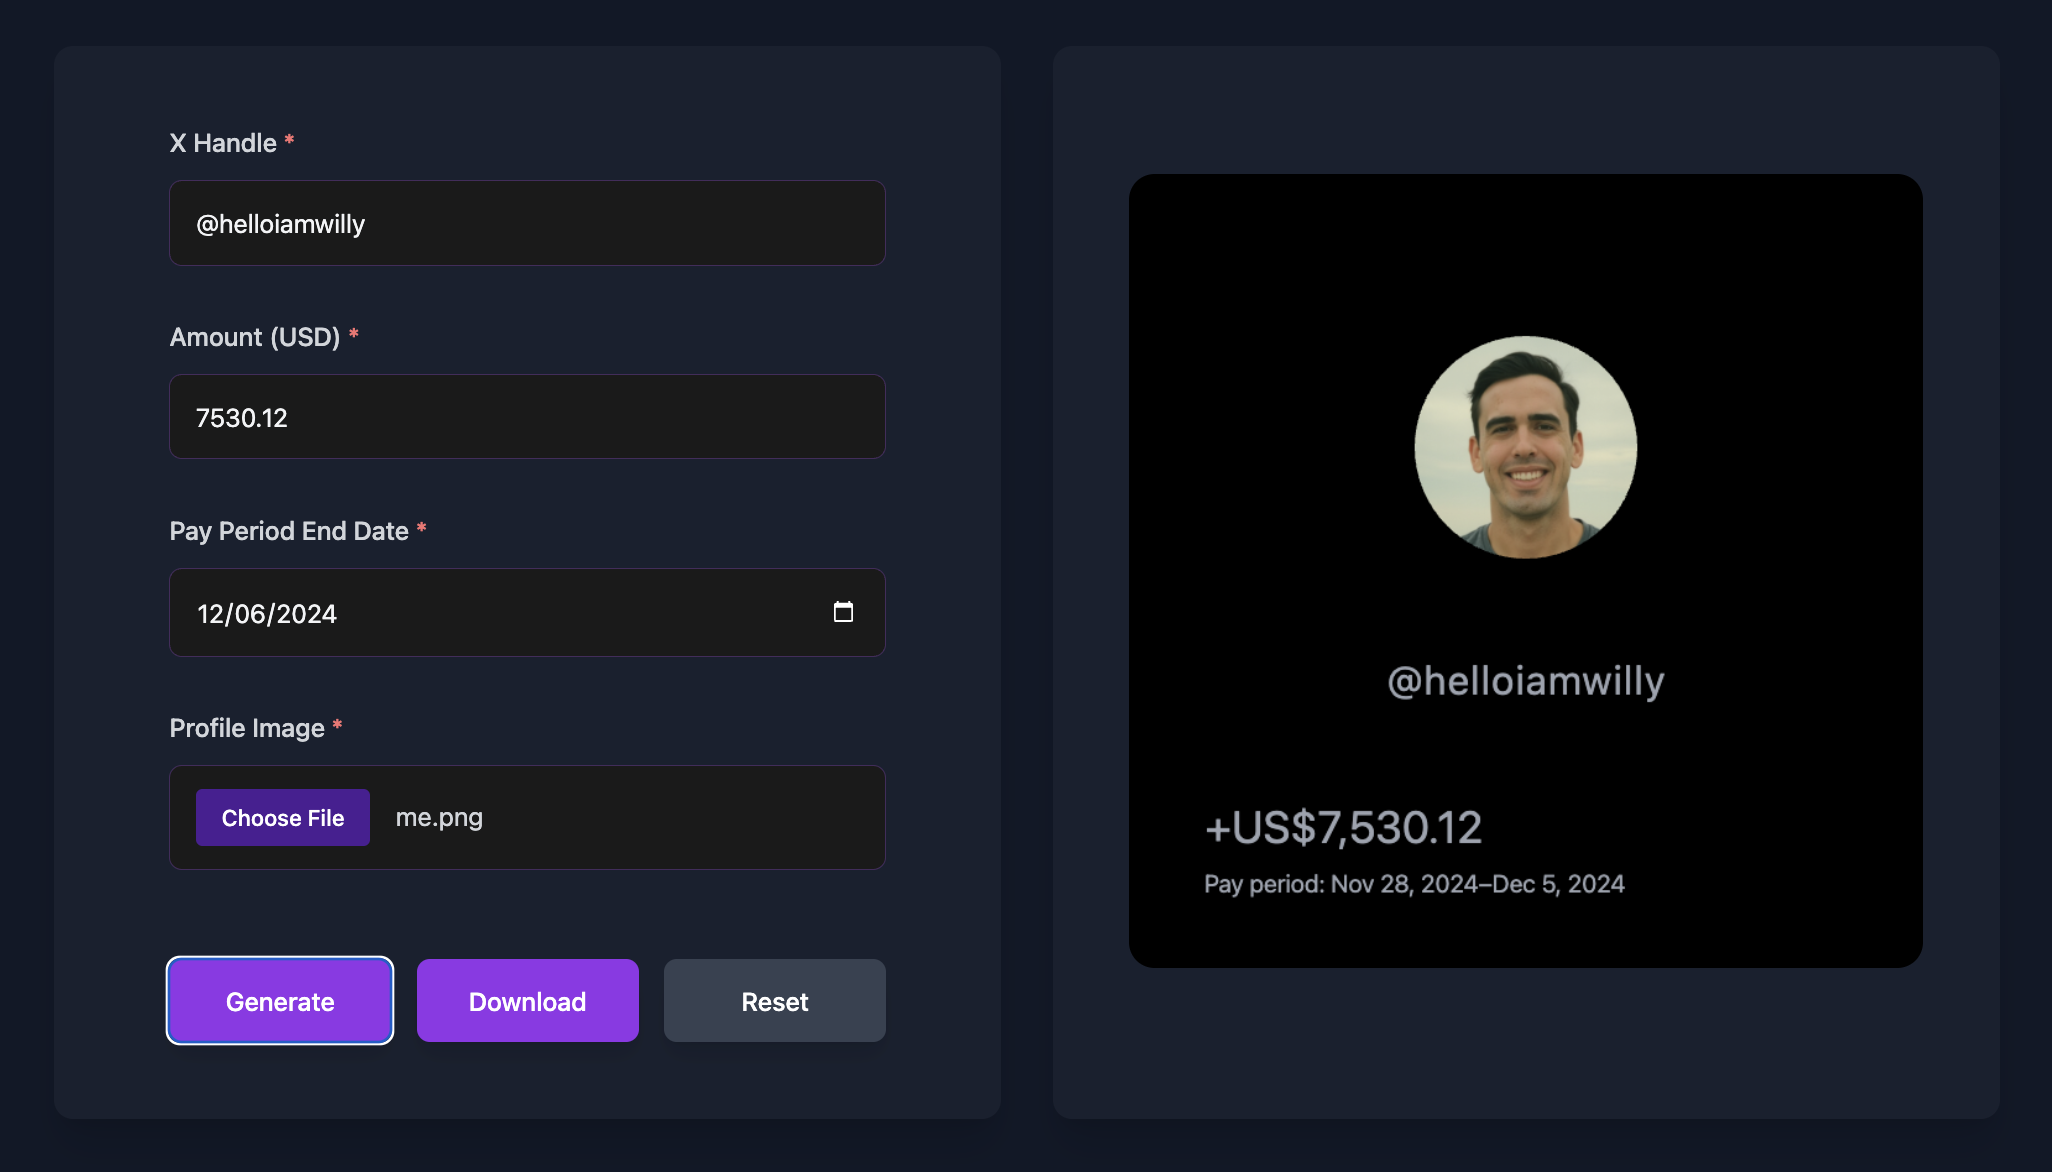 X Handle *
@helloiamwilly
Amount (USD) *
7530.12
Pay Period End Date *
12/06/2024
Profile Image *
Choose File me.png
Generate Download Reset
@helloiamwilly
+US$7,530.12
Pay period: Nov 28, 2024–Dec 5, 2024